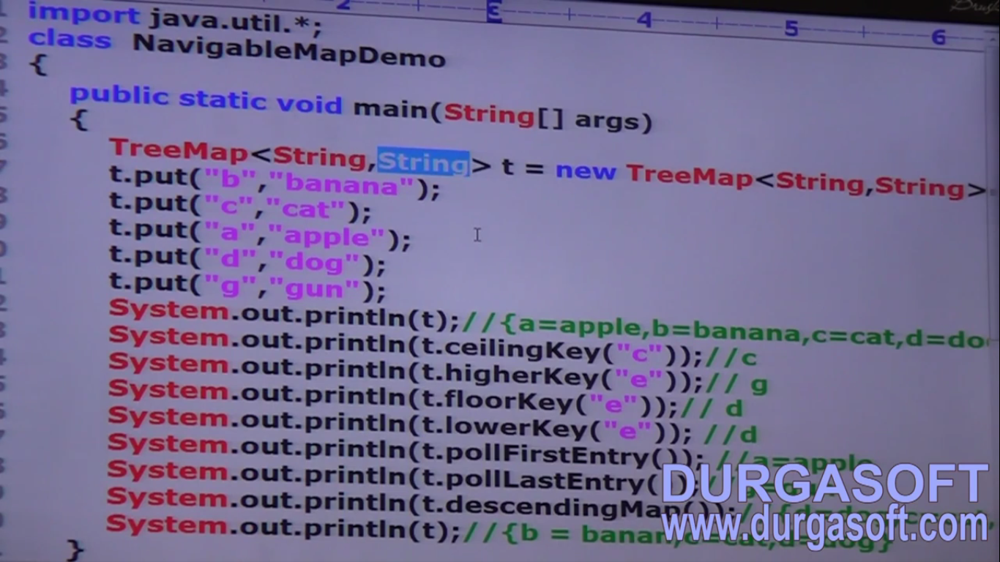 2 3 4 5 6
import java.util.*;
class NavigableMapDemo
{
public static void main(String[] args)
{
TreeMap<String,String> t = new TreeMap<String,String>
t.put("b","banana");
t.put("c","cat");
t.put("a","apple");
t.put("d","dog");
t.put("g","gun");
System.out.println(t);//{a=apple,b=banana,c=cat,d=do
System.out.println(t.ceilingKey("c"));//c
System.out.println(t.higherKey("e"));// g
System.out.println(t.floorKey("e"));// d
System.out.println(t.lowerKey("e")); //d
System.out.println(t.pollFirstEntry()); //a=apple
System.out.println(t.pollLastEntry());/
System.out.println(t.descendingMap());/
System.out.println(t);//{b = banan,c=cat,d=dog}
}
DURGASOFT
www.durgasoft.com